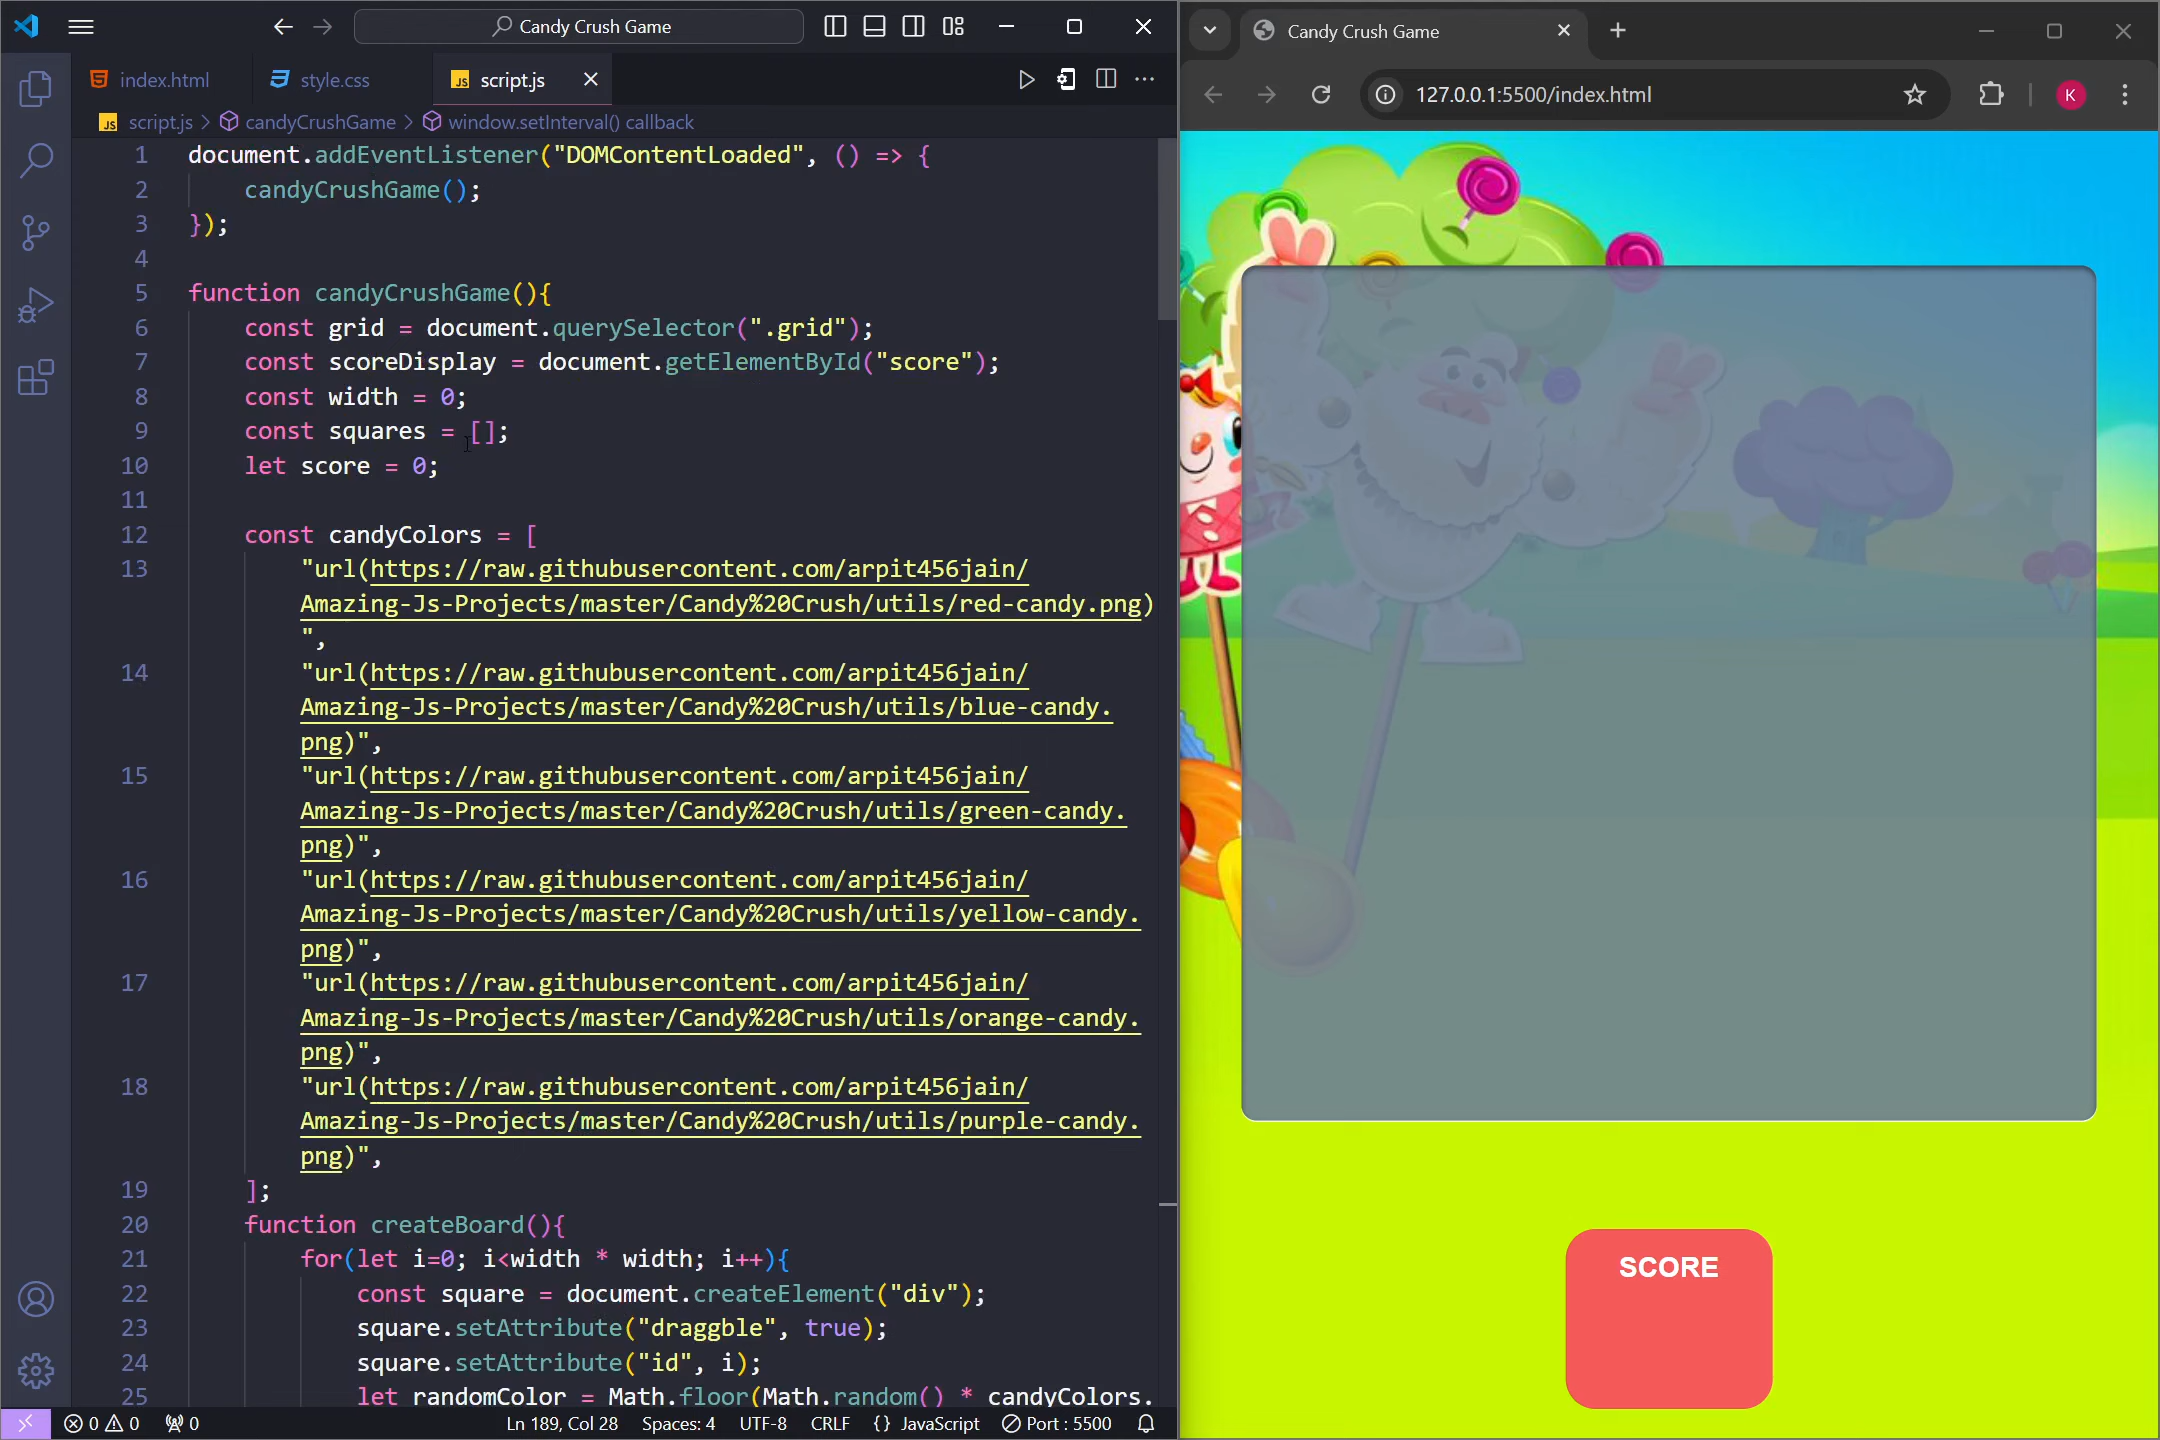 Candy Crush Game
index.html
style.css
JS script.js
JS script.js > candyCrushGame > window.setInterval() callback
1 document.addEventListener("DOMContentLoaded", () => {
2 candyCrushGame();
3 });
4
5 function candyCrushGame(){
6 const grid = document.querySelector(".grid");
7 const scoreDisplay = document.getElementById("score");
8 const width = 0;
9 const squares = [];
10 let score = 0;
11
12 const candyColors = [
13 "url(https://raw.githubusercontent.com/arpit456jain/
Amazing-Js-Projects/master/Candy%20Crush/utils/red-candy.png)
",
14 "url(https://raw.githubusercontent.com/arpit456jain/
Amazing-Js-Projects/master/Candy%20Crush/utils/blue-candy.
png)",
15 "url(https://raw.githubusercontent.com/arpit456jain/
Amazing-Js-Projects/master/Candy%20Crush/utils/green-candy.
png)",
16 "url(https://raw.githubusercontent.com/arpit456jain/
Amazing-Js-Projects/master/Candy%20Crush/utils/yellow-candy.
png)",
17 "url(https://raw.githubusercontent.com/arpit456jain/
Amazing-Js-Projects/master/Candy%20Crush/utils/orange-candy.
png)",
18 "url(https://raw.githubusercontent.com/arpit456jain/
Amazing-Js-Projects/master/Candy%20Crush/utils/purple-candy.
png)",
19 ];
20 function createBoard(){
21 for(let i=0; i<width * width; i++){
22 const square = document.createElement("div");
23 square.setAttribute("draggble", true);
24 square.setAttribute("id", i);
25 let randomColor = Math.floor(Math.random() * candyColors.
0 0 0 Ln 189, Col 28 Spaces: 4 UTF-8 CRLF {} JavaScript Port : 5500
Candy Crush Game
127.0.0.1:5500/index.html
K
SCORE